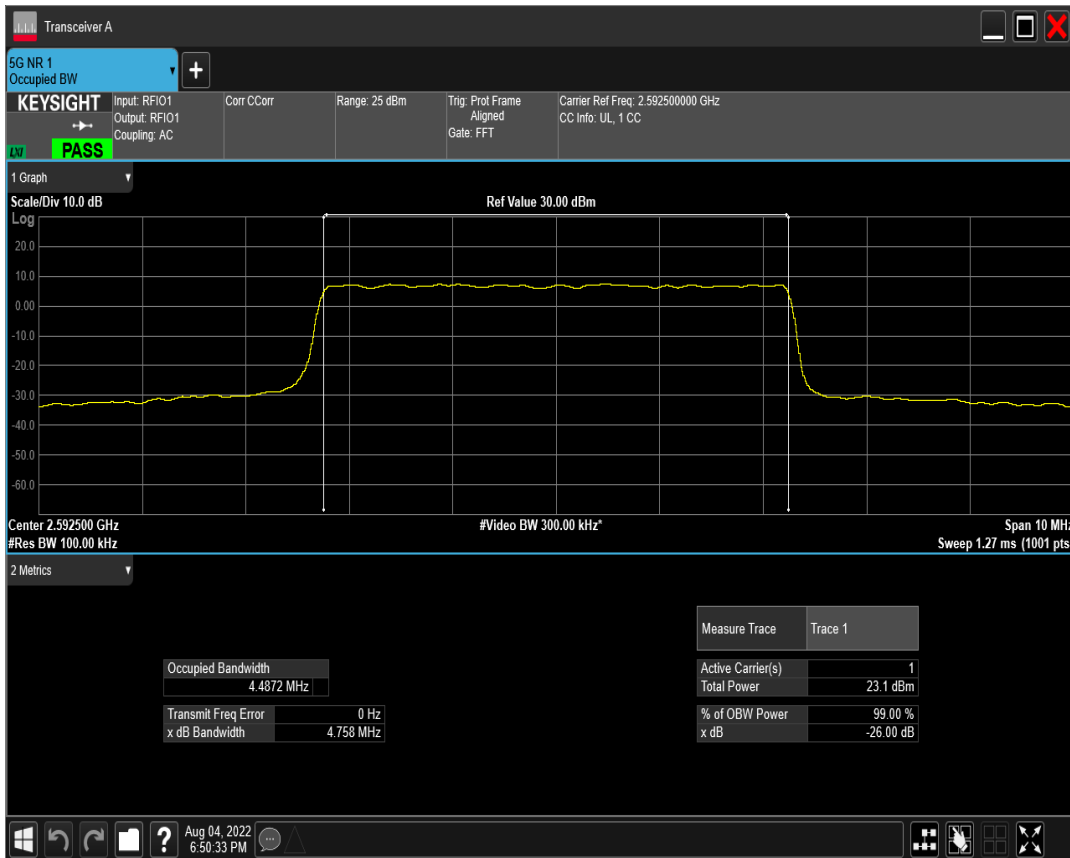 Transceiver A
5G NR 1
Occupied BW
+
KEYSIGHT
LXI
PASS
Input: RFIO1
Output: RFIO1
Coupling: AC
Corr CCorr
Range: 25 dBm
Trig: Prot Frame
Aligned
Gate: FFT
Carrier Ref Freq: 2.592500000 GHz
CC Info: UL, 1 CC
1 Graph
Scale/Div 10.0 dB
Ref Value 30.00 dBm
Log
20.0
10.0
0.00
-10.0
-20.0
-30.0
-40.0
-50.0
-60.0
Center 2.592500 GHz
#Video BW 300.00 kHz*
Span 10 MHz
#Res BW 100.00 kHz
Sweep 1.27 ms (1001 pts
2 Metrics
Measure Trace Trace 1
Occupied Bandwidth
4.4872 MHz
Active Carrier(s) 1
Total Power 23.1 dBm
Transmit Freq Error 0 Hz
x dB Bandwidth 4.758 MHz
% of OBW Power 99.00 %
x dB -26.00 dB
?
Aug 04, 2022
6:50:33 PM